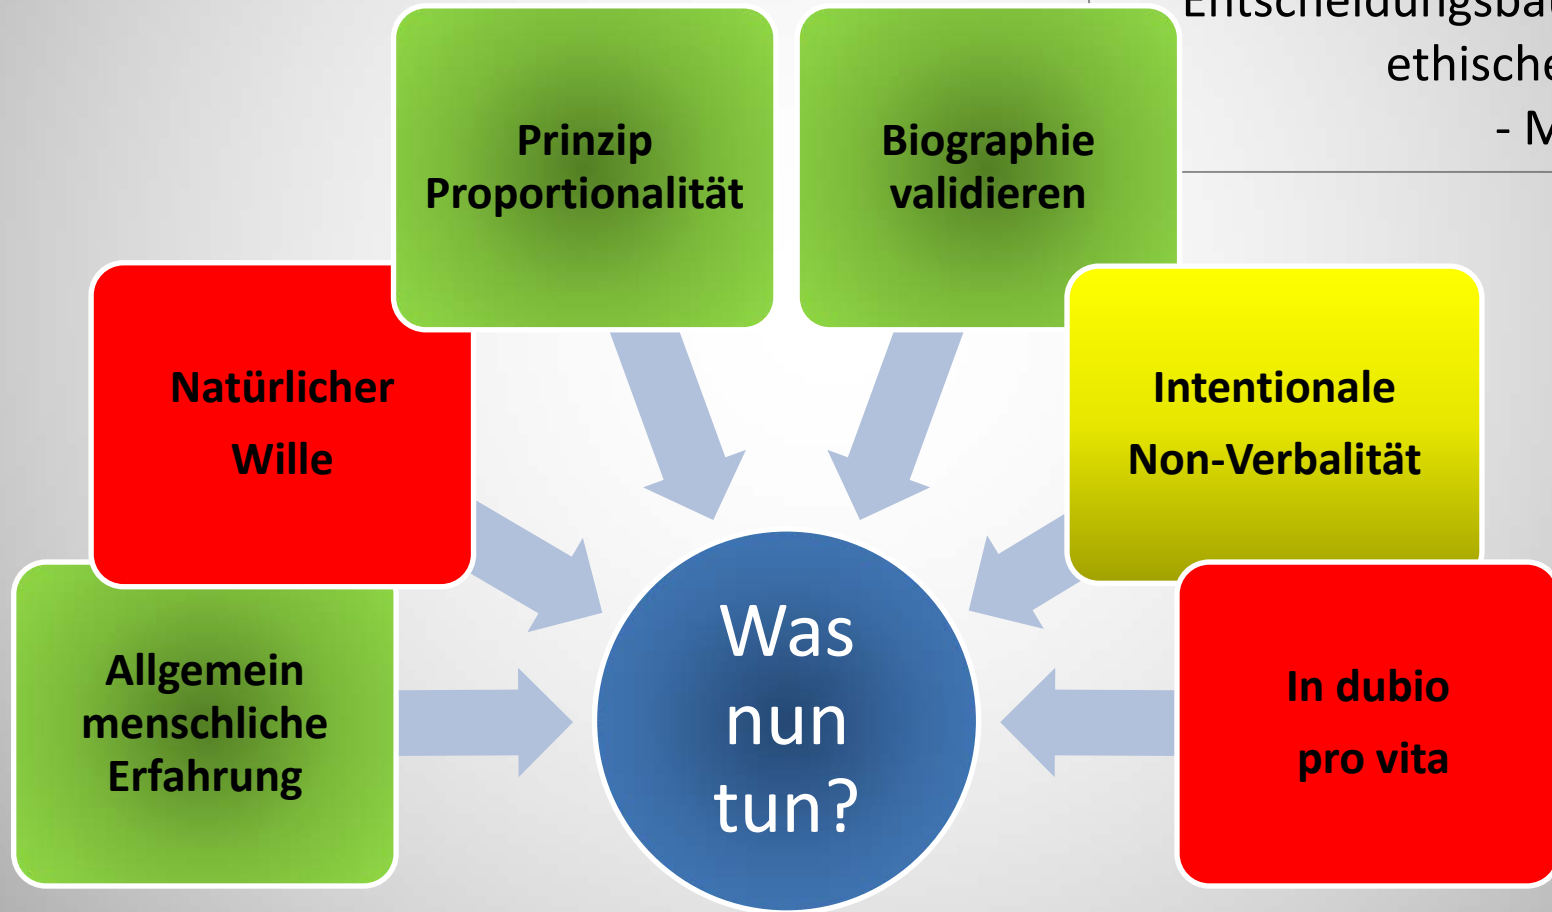 ethische
- M
Prinzip
Proportionalität
Biographie
validieren
Natürlicher
Wille
Intentionale
Non-Verbalität
Allgemein
menschliche
Erfahrung
Was
nun
tun?
In dubio
pro vita